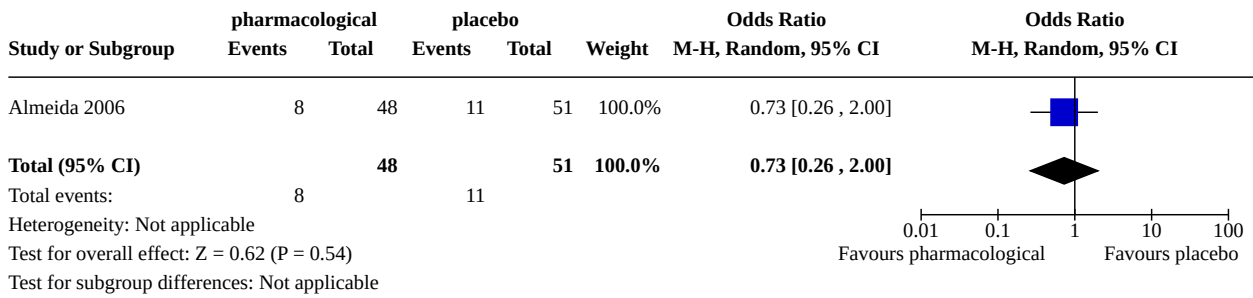 pharmacological placebo Odds Ratio Odds Ratio
Study or Subgroup Events Total Events Total Weight M-H, Random, 95% CI M-H, Random, 95% CI
Almeida 2006 8 48 11 51 100.0% 0.73 [0.26 , 2.00]
Total (95% CI) 48 51 100.0% 0.73 [0.26 , 2.00]
Total events: 8 11
Heterogeneity: Not applicable
0.01 0.1 1 10 100
Test for overall effect: Z = 0.62 (P = 0.54) Favours pharmacological Favours placebo
Test for subgroup differences: Not applicable